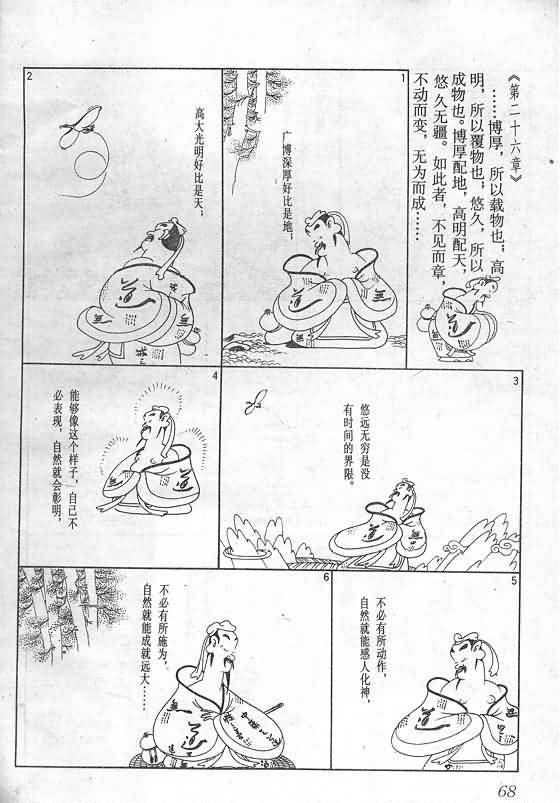 《第二十六章》
……博厚，所以载物也；高
明，所以覆物也，悠久，所以
成物也。博厚配地，高明配天，
悠久无疆。如此者，不见而章，
不动而变，无为而成……
1
广博深厚好比是地；
2
高大光明好比是天；
3
悠远无穷是没
有时间的界限。
4
能够像这个样子，自己不
必表现，自然就会彰明，
5
不必有所动作，
自然就能感人化神，
6
不必有所施为，
自然就能成就远大……
68